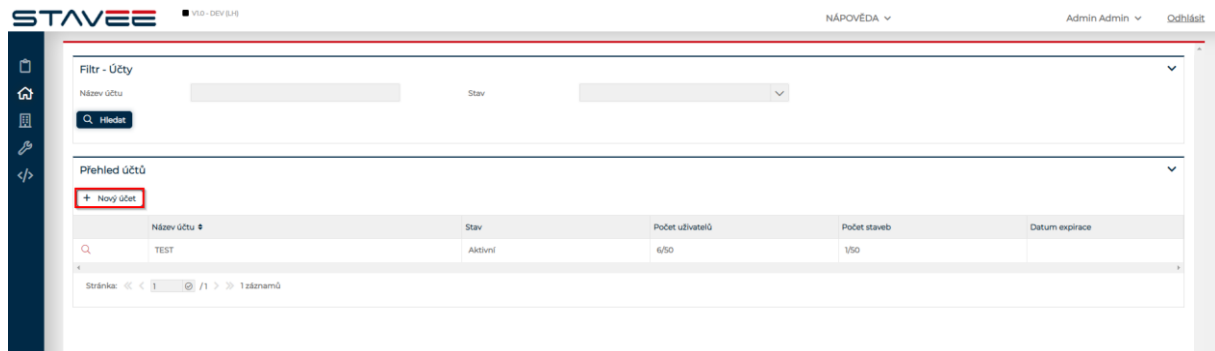 STAVEE V1.0 - DEV (LH) NÁPOVĚDA Admin Admin Odhlásit
Filtr - Účty
Název účtu Stav
Hledat
Přehled účtů
+ Nový účet
Název účtu Stav Počet uživatelů Počet staveb Datum expirace
TEST Aktivní 6/50 1/50
Stránka: 1 /1 1 záznamů